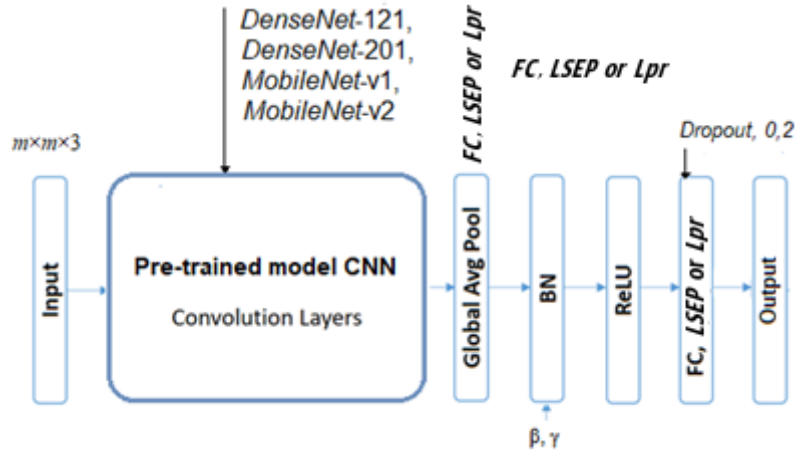 DenseNet-121,
DenseNet-201,
MobileNet-v1,
MobileNet-v2
FC, LSEP or Lpr
FC, LSEP or Lpr
Dropout, 0,2
m×m×3
Input
Pre-trained model CNN
Convolution Layers
Global Avg Pool
BN
ReLU
FC, LSEP or Lpr
Output
β, γ